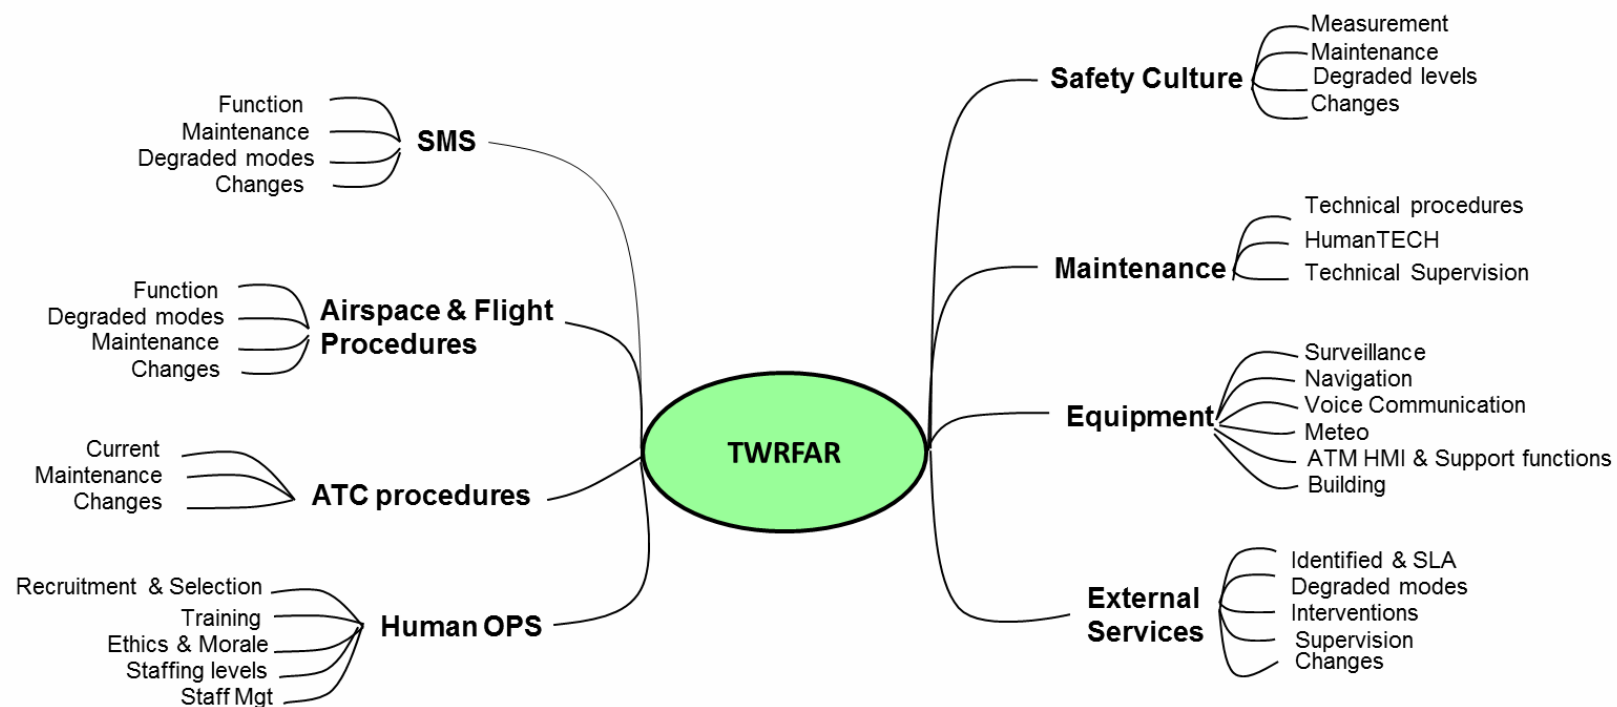 Function
Maintenance
Degraded modes
Changes
SMS
Function
Degraded modes
Maintenance
Changes
Airspace & Flight
Procedures
Current
Maintenance
Changes
ATC procedures
Recruitment & Selection
Training
Ethics & Morale
Staffing levels
Staff Mgt
Human OPS
TWRFAR
Safety Culture
Measurement
Maintenance
Degraded levels
Changes
Maintenance
Technical procedures
HumanTECH
Technical Supervision
Equipment
Surveillance
Navigation
Voice Communication
Meteo
ATM HMI & Support functions
Building
External
Services
Identified & SLA
Degraded modes
Interventions
Supervision
Changes